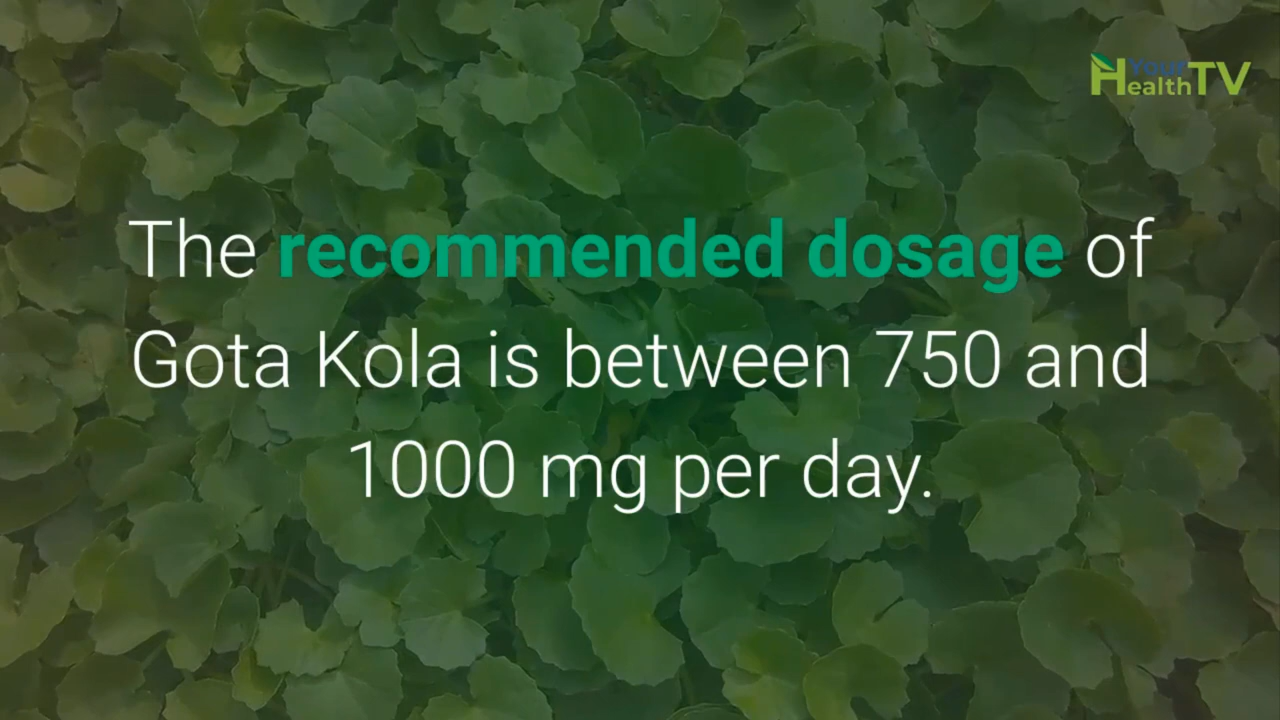 Your
HealthTV
The recommended dosage of
Gota Kola is between 750 and
1000 mg per day.